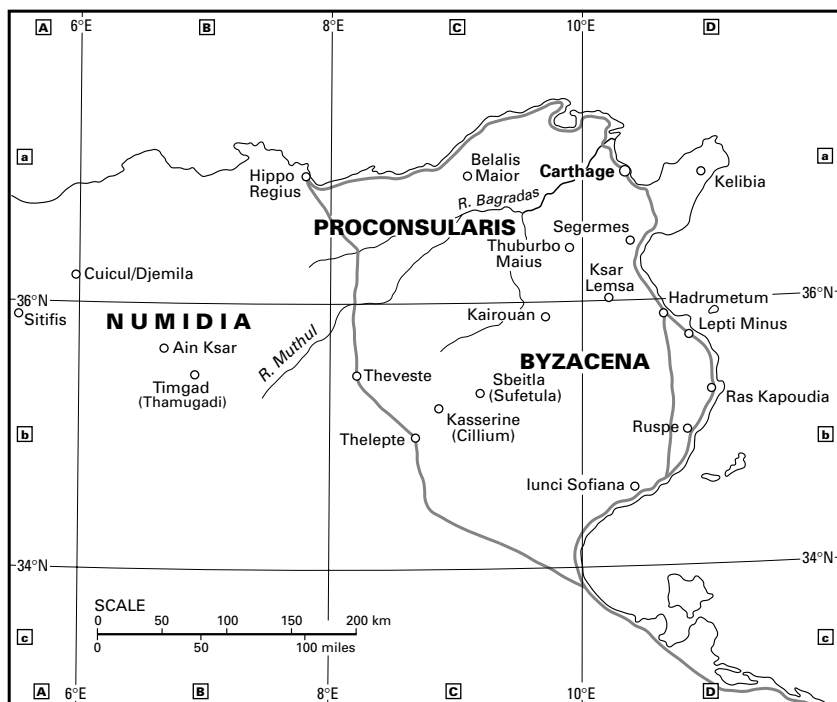 A
6°E
B
8°E
C
10°E
D
a
a
Hippo
Regius
Belalis
Maior
Carthage
Kelibia
R. Bagradas
PROCONSULARIS
Segermes
Thuburbo
Maius
Cuicul/Djemila
Ksar
Lemsa
36°N
36°N
Hadrumetum
Sitifis
NUMIDIA
Kairouan
Lepti Minus
Ain Ksar
R. Muthul
BYZACENA
Timgad
(Thamugadi)
Theveste
Sbeitla
(Sufetula)
Ras Kapoudia
Kasserine
(Cillium)
b
Thelepte
Ruspe
b
Iunci Sofiana
34°N
34°N
SCALE
0 50 100 150 200 km
0 50 100 miles
c
c
A
6°E
B
8°E
C
10°E
D